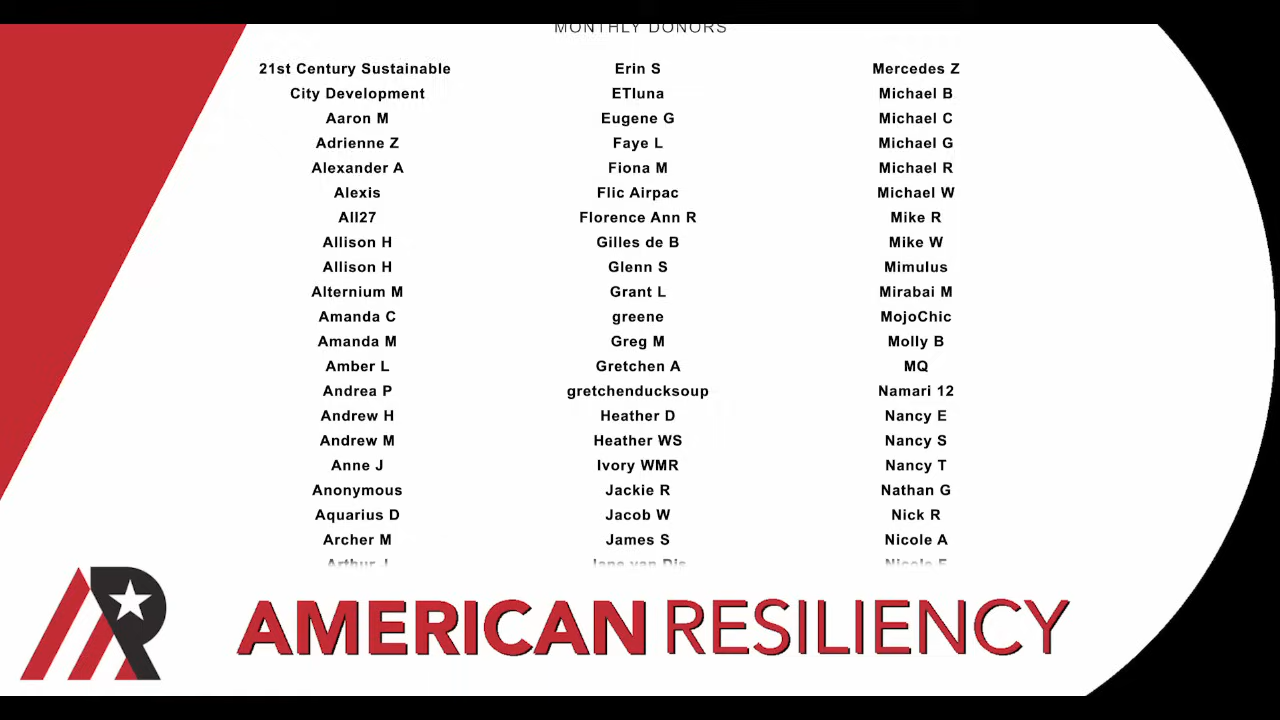 MONTHLY DONORS
21st Century Sustainable
City Development
Aaron M
Adrienne Z
Alexander A
Alexis
All27
Allison H
Allison H
Alternium M
Amanda C
Amanda M
Amber L
Andrea P
Andrew H
Andrew M
Anne J
Anonymous
Aquarius D
Archer M
Erin S
ETluna
Eugene G
Faye L
Fiona M
Flic Airpac
Florence Ann R
Gilles de B
Glenn S
Grant L
greene
Greg M
Gretchen A
gretchenducksoup
Heather D
Heather WS
Ivory WMR
Jackie R
Jacob W
James S
Mercedes Z
Michael B
Michael C
Michael G
Michael R
Michael W
Mike R
Mike W
Mimulus
Mirabai M
MojoChic
Molly B
MQ
Namari 12
Nancy E
Nancy S
Nancy T
Nathan G
Nick R
Nicole A
AMERICAN RESILIENCY